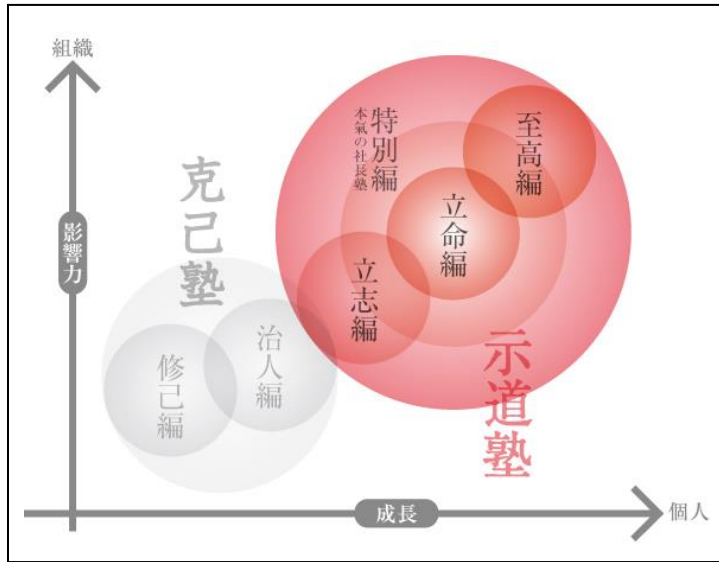 組織
影響力
克己塾
修己編
治人編
立志編
特別編
本氣の社長塾
立命編
至高編
示道塾
成長
個人